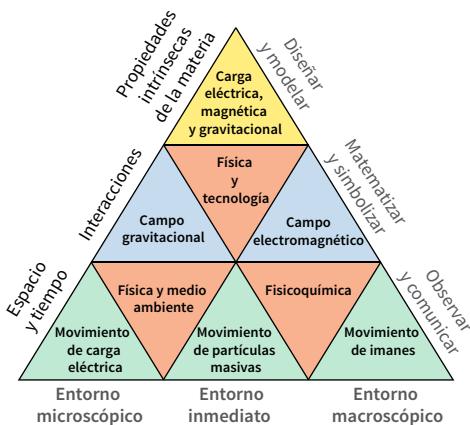 Propiedades
intrínsecas
de la materia
Diseñar
y modelar
Carga
eléctrica,
magnética
y gravitacional
Interacciones
Matematizar
y simbolizar
Física
y
tecnología
Campo
gravitacional
Campo
electromagnético
Espacio
y tiempo
Observar
y comunicar
Física y medio
ambiente
Fisicoquímica
Movimiento
de carga
eléctrica
Movimiento
de partículas
masivas
Movimiento
de imanes
Entorno
microscópico
Entorno
inmediato
Entorno
macroscópico